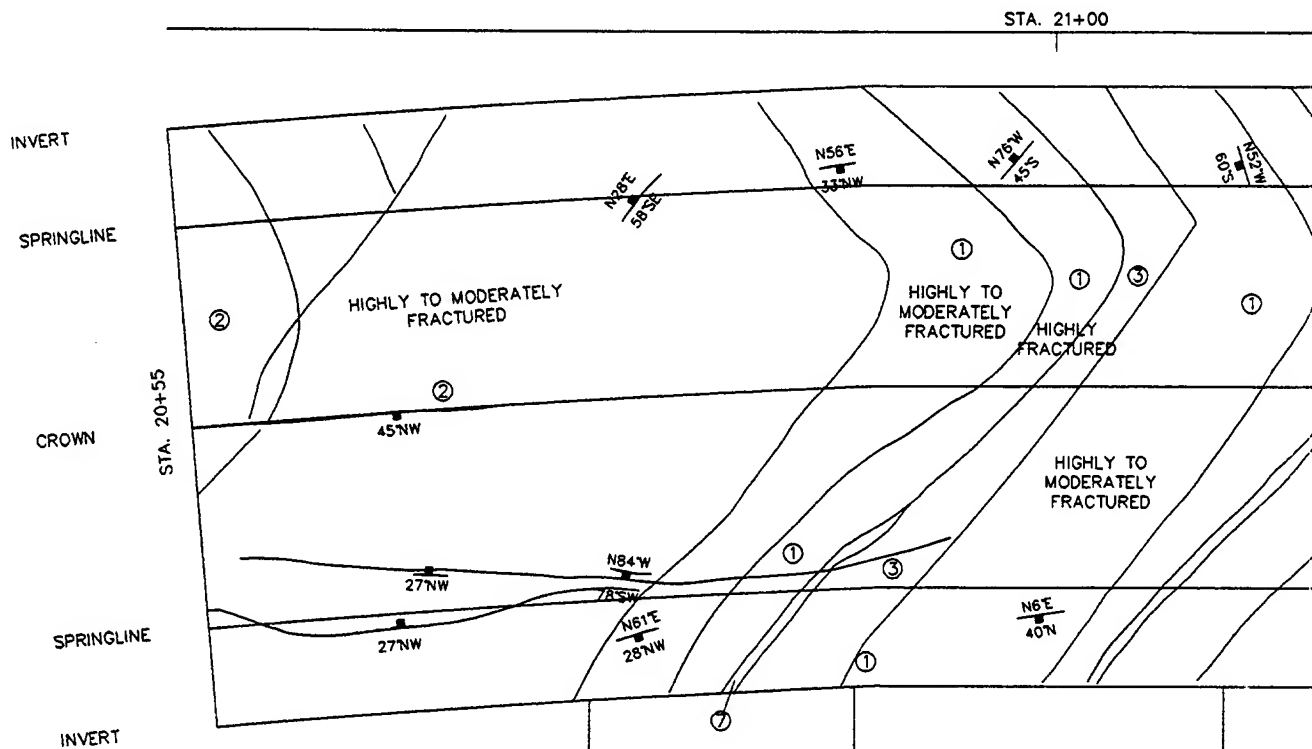 STA. 21+00
INVERT
N56°E
33°NW
N76°W
45°S
N52°W
60°S
N28°E
58°SE
SPRINGLINE
①
①
③
①
②
HIGHLY TO MODERATELY
FRACTURED
HIGHLY TO
MODERATELY
FRACTURED
HIGHLY
FRACTURED
②
STA. 20+55
45°NW
CROWN
HIGHLY TO
MODERATELY
FRACTURED
①
③
27°NW
N84°W
78°SW
SPRINGLINE
27°NW
N61°E
28°NW
N6°E
40°N
①
⑦
INVERT